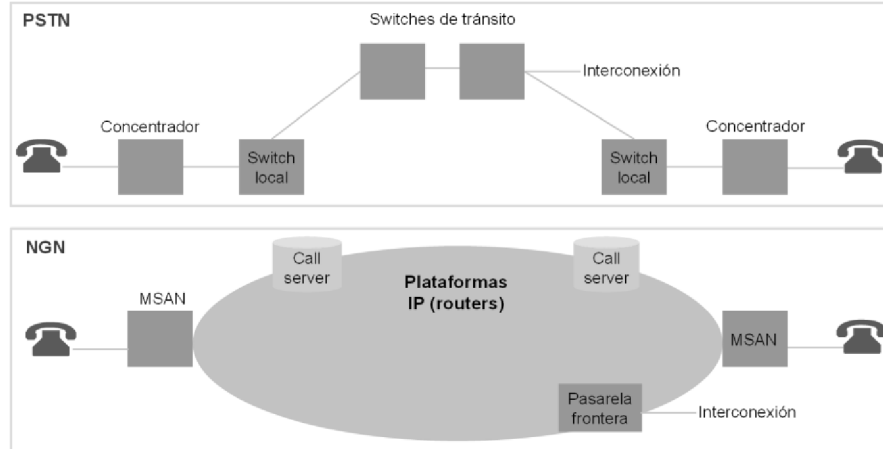 PSTN
Switches de tránsito
Interconexión
Concentrador
Concentrador
Switch
local
Switch
local
NGN
Call
server
Call
server
Plataformas
IP (routers)
MSAN
MSAN
Pasarela
frontera
Interconexión